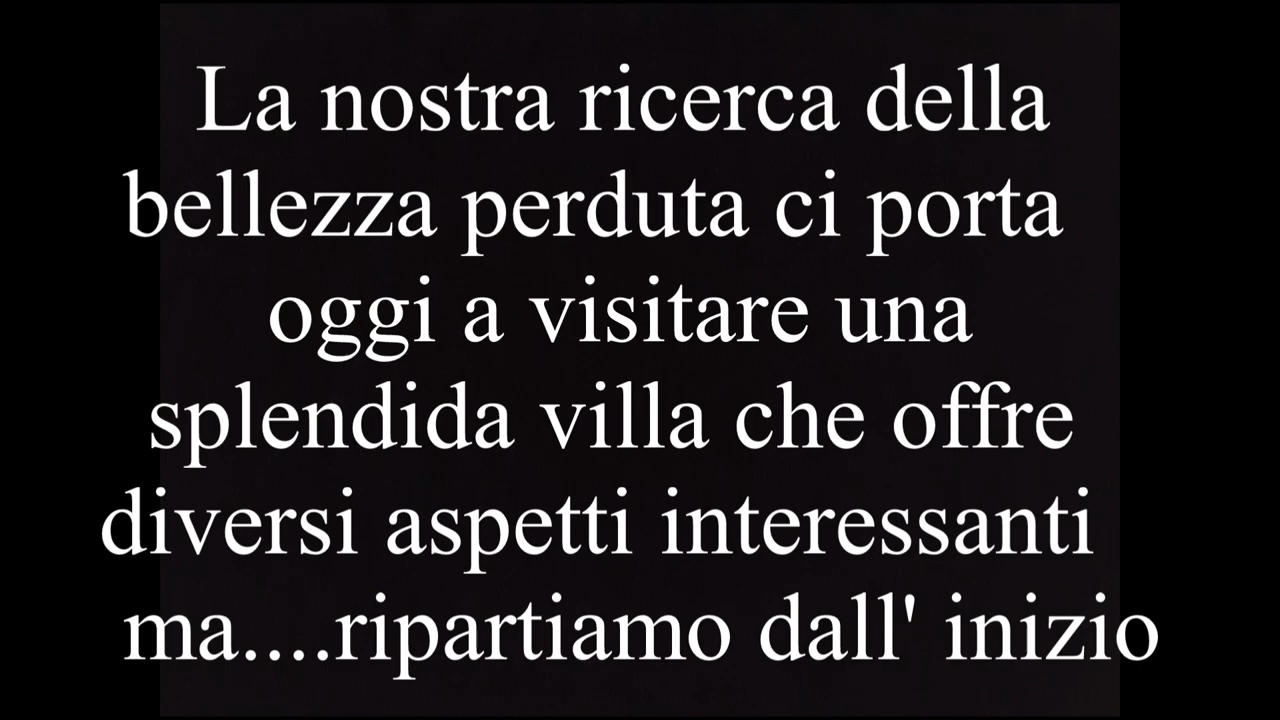 La nostra ricerca della
bellezza perduta ci porta
oggi a visitare una
splendida villa che offre
diversi aspetti interessanti
ma....ripartiamo dall' inizio